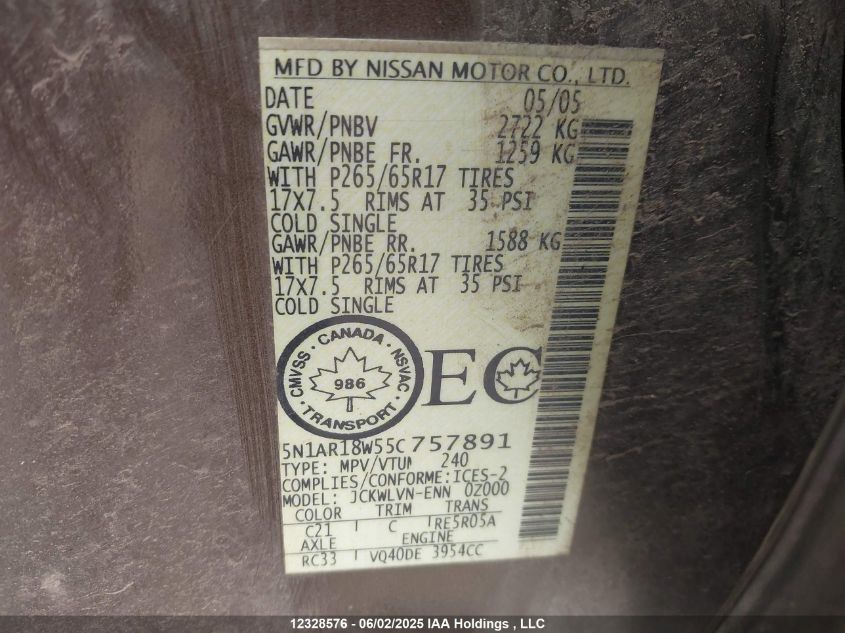 MFD BY NISSAN MOTOR CO., LTD.
DATE 05/05
GVWR/PNBV 2722 KG
GAWR/PNBE FR. 1259 KG
WITH P265/65R17 TIRES
17X7.5 RIMS AT 35 PSI
COLD SINGLE
GAWR/PNBE RR. 1588 KG
WITH P265/65R17 TIRES
17X7.5 RIMS AT 35 PSI
COLD SINGLE
CMVSS · CANADA · NSVAC · TRANSPORT ·
986
EC
5N1AR18W55C757891
TYPE: MPV/VTUM 240
COMPLIES/CONFORME:ICES-2
MODEL: JCKWLVN-ENN 0Z000
COLOR TRIM TRANS
C21 C RE5R05A
AXLE ENGINE
RC33 VQ40DE 3954CC
12328576 - 06/02/2025 IAA Holdings , LLC